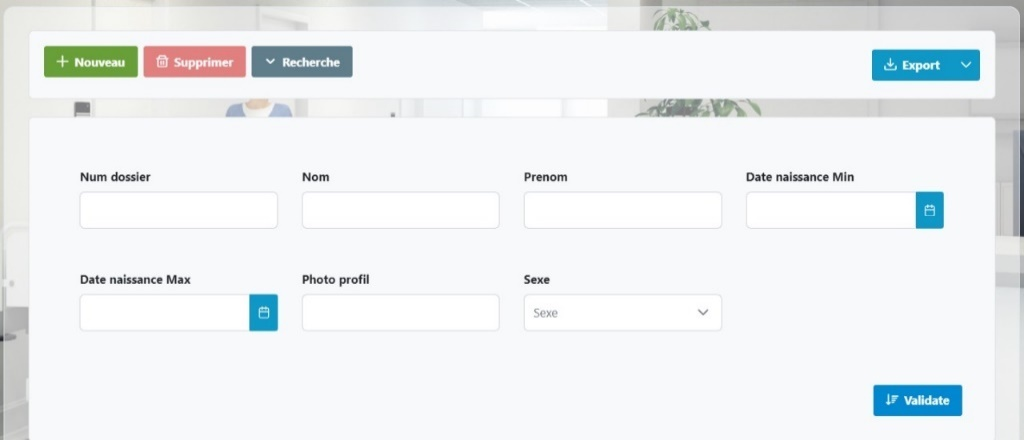 Nouveau Supprimer Recherche Export
Num dossier Nom Prenom Date naissance Min
Date naissance Max Photo profil Sexe
Sexe
Validate